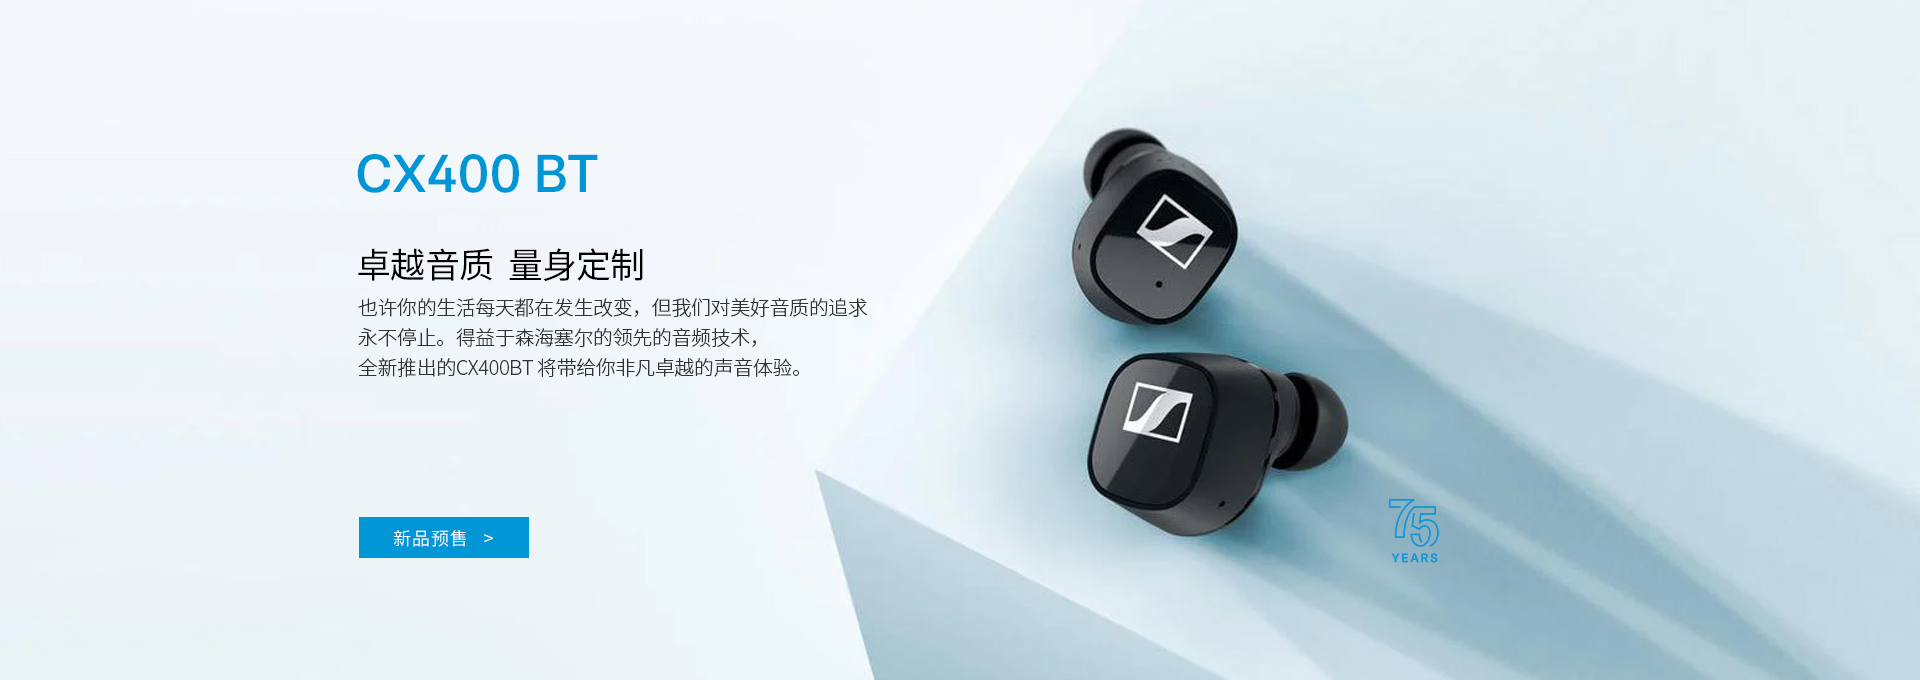 CX400 BT
卓越音质 量身定制
也许你的生活每天都在发生改变，但我们对美好音质的追求
永不停止。得益于森海塞尔的领先的音频技术，
全新推出的CX400BT 将带给你非凡卓越的声音体验。
新品预售 >
75
YEARS